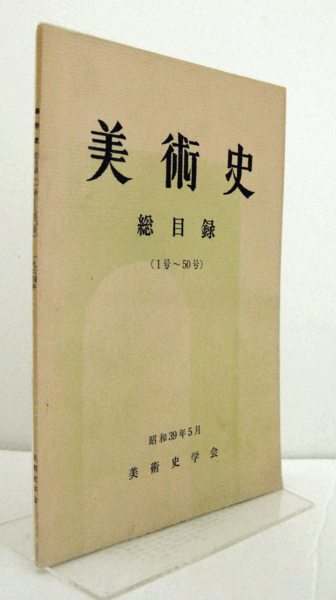 美術史
総目録
(1号～50号)
昭和39年5月
美術史学会